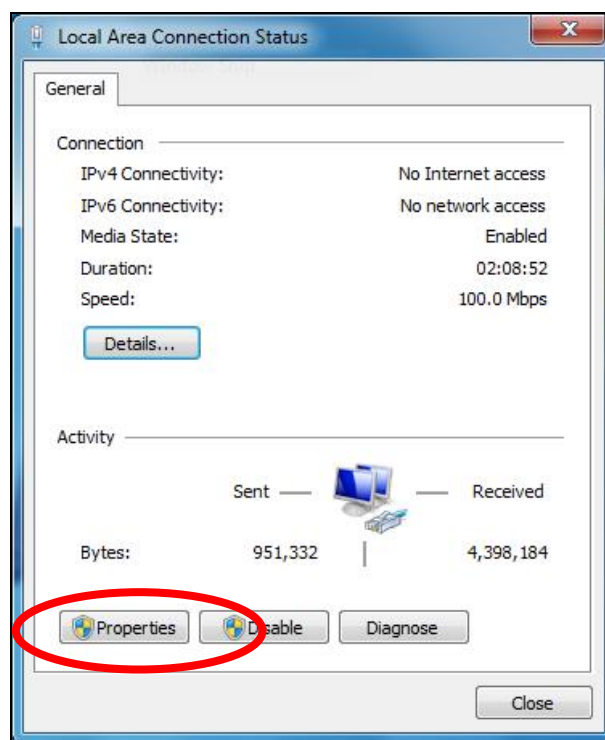 Local Area Connection Status
X
General
Connection
IPv4 Connectivity: No Internet access
IPv6 Connectivity: No network access
Media State: Enabled
Duration: 02:08:52
Speed: 100.0 Mbps
Details...
Activity
Sent Received
Bytes: 951,332 4,398,184
Properties Disable Diagnose
Close